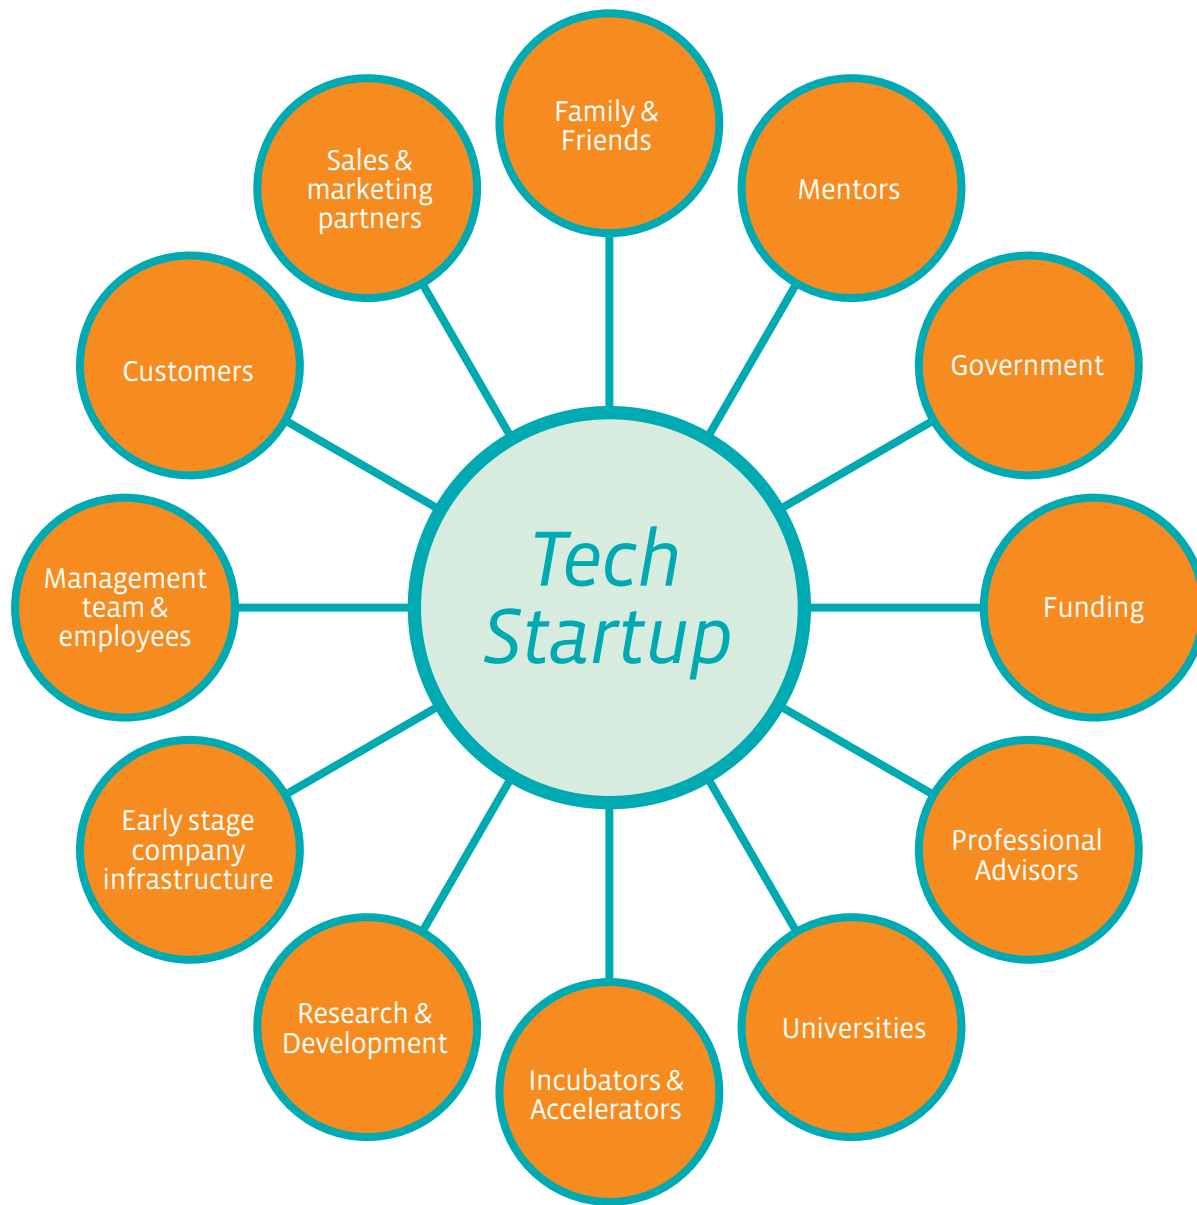 Family &
Friends
Mentors
Government
Funding
Professional
Advisors
Universities
Incubators &
Accelerators
Research &
Development
Early stage
company
infrastructure
Management
team &
employees
Customers
Sales &
marketing
partners
Tech
Startup